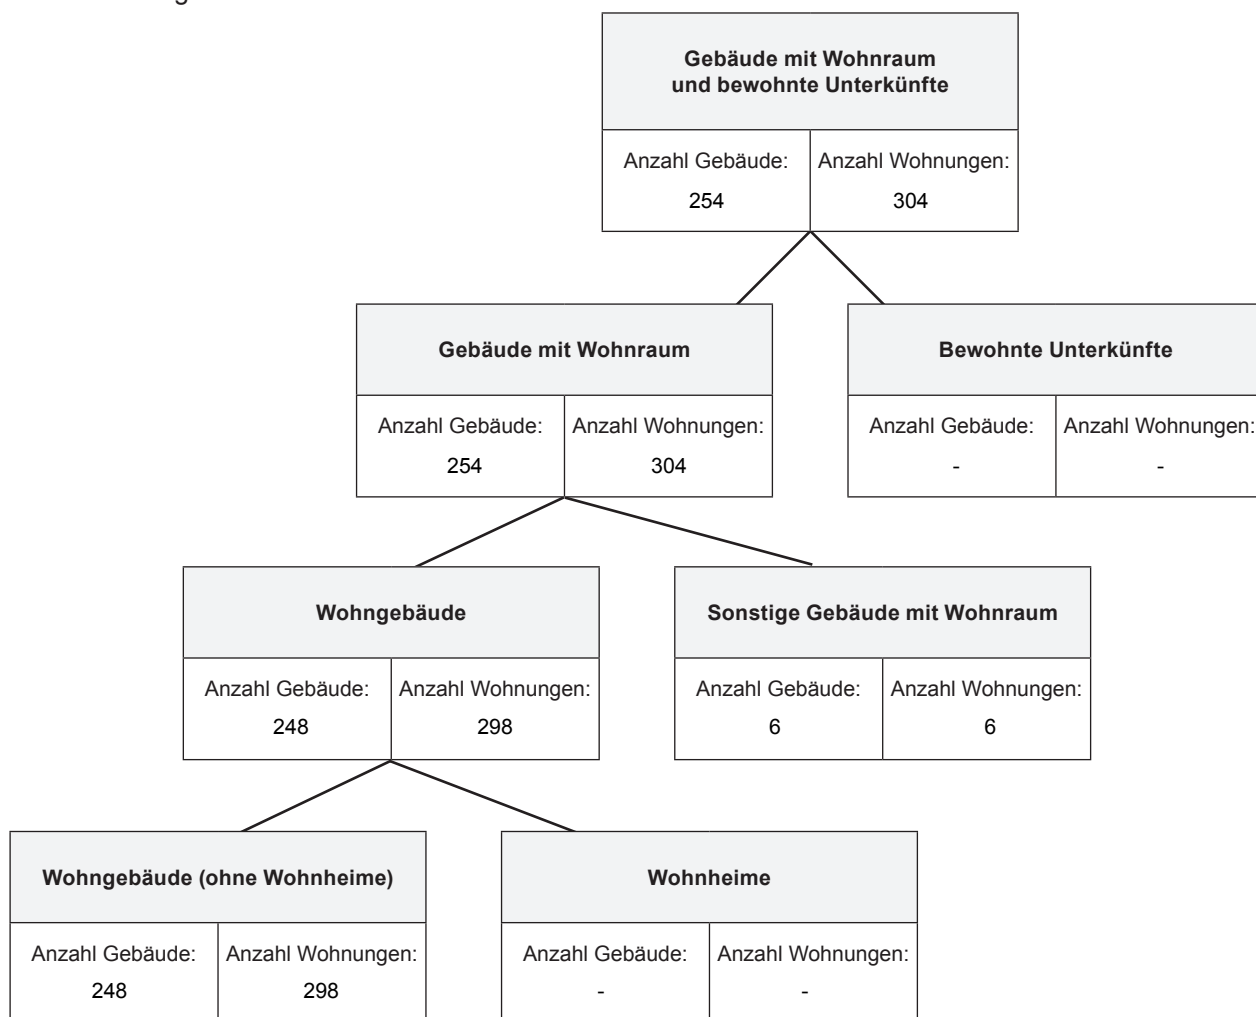 Gebäude mit Wohnraum
und bewohnte Unterkünfte
Anzahl Gebäude: Anzahl Wohnungen:
254 304
Gebäude mit Wohnraum
Bewohnte Unterkünfte
Anzahl Gebäude: Anzahl Wohnungen:
254 304
Anzahl Gebäude: Anzahl Wohnungen:
- -
Wohngebäude
Sonstige Gebäude mit Wohnraum
Anzahl Gebäude: Anzahl Wohnungen:
248 298
Anzahl Gebäude: Anzahl Wohnungen:
6 6
Wohngebäude (ohne Wohnheime)
Wohnheime
Anzahl Gebäude: Anzahl Wohnungen:
248 298
Anzahl Gebäude: Anzahl Wohnungen:
- -